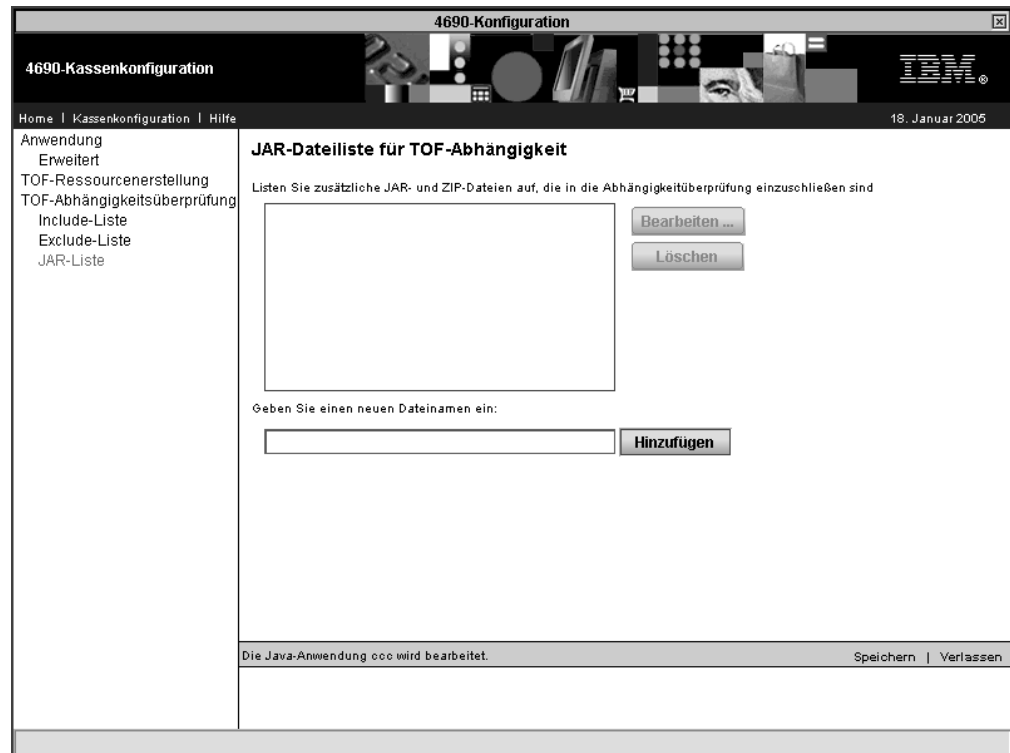 4690-Konfiguration
4690-Kassenkonfiguration
IBM®
Home | Kassenkonfiguration | Hilfe
18. Januar 2005
Anwendung
Erweitert
TOF-Ressourcenerstellung
TOF-Abhängigkeitsüberprüfung
Include-Liste
Exclude-Liste
JAR-Liste
JAR-Dateiliste für TOF-Abhängigkeit
Listen Sie zusätzliche JAR- und ZIP-Dateien auf, die in die Abhängigkeitüberprüfung einzuschließen sind
Bearbeiten ...
Löschen
Geben Sie einen neuen Dateinamen ein:
Hinzufügen
Die Java-Anwendung ccc wird bearbeitet.
Speichern | Verlassen